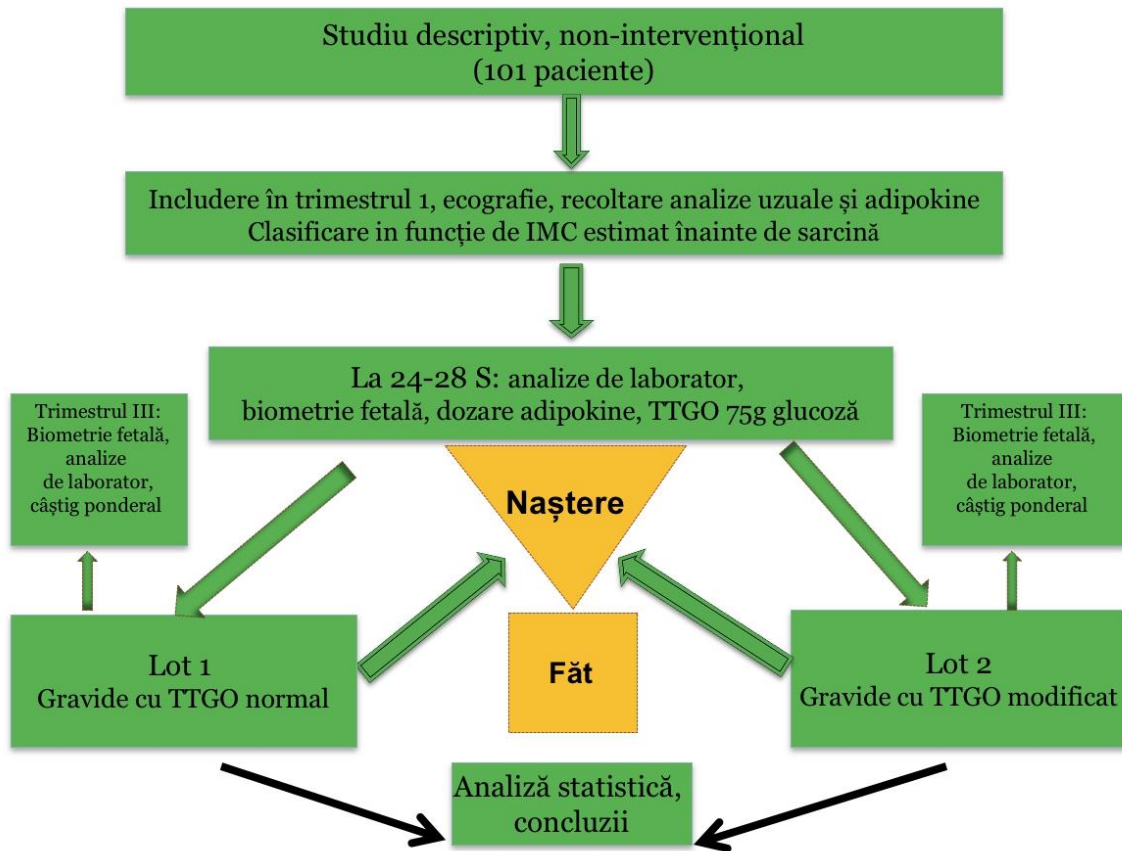 Studiu descriptiv, non-intervențional
(101 paciente)
Includere în trimestrul 1, ecografie, recoltare analize uzuale și adipokine
Clasificare in funcție de IMC estimat înainte de sarcină
La 24-28 S: analize de laborator,
biometrie fetală, dozare adipokine, TTGO 75g glucoză
Trimestrul III:
Biometrie fetală,
analize
de laborator,
câștig ponderal
Trimestrul III:
Biometrie fetală,
analize
de laborator,
câștig ponderal
Naștere
Făt
Lot 1
Gravide cu TTGO normal
Lot 2
Gravide cu TTGO modificat
Analiză statistică,
concluzii